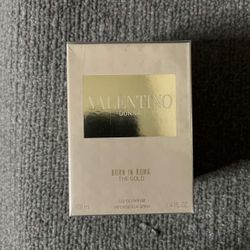 VALENTINO
DONNA
BORN IN ROMA
THE GOLD
EAU DE PARFUM